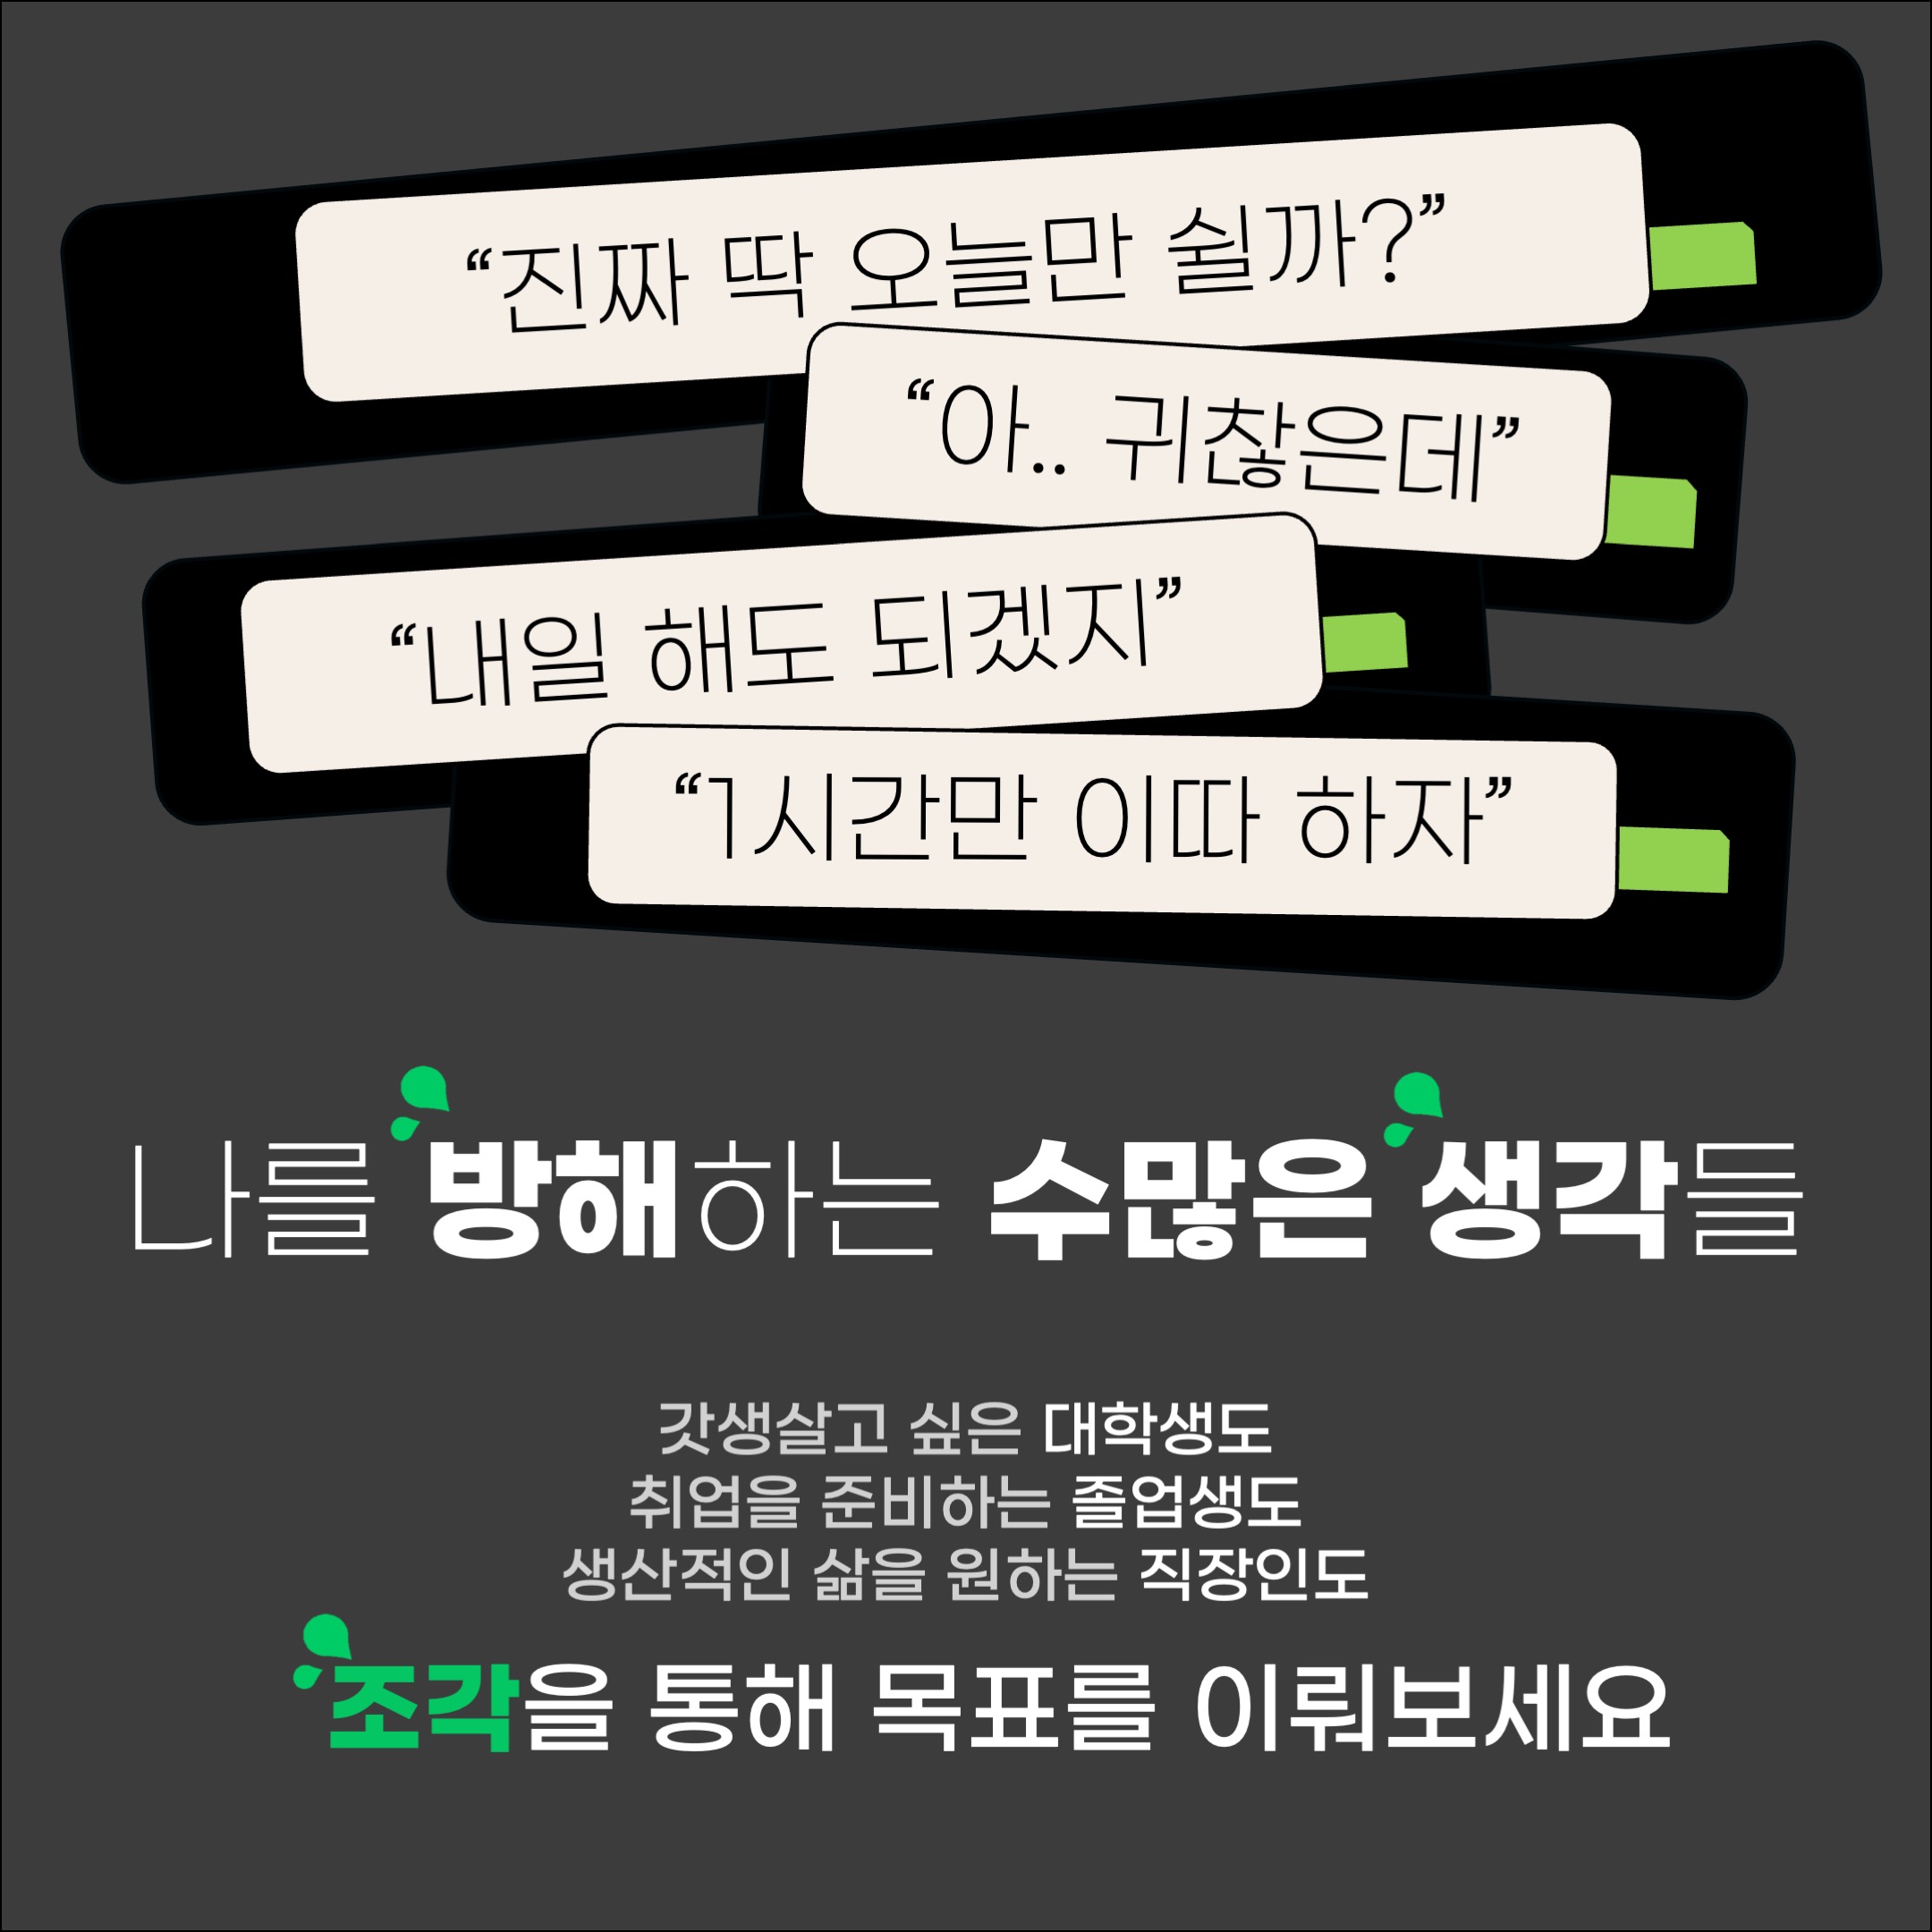 “진짜 딱 오늘만 쉴까?”
“아.. 귀찮은데”
“내일 해도 되겠지”
“1시간만 이따 하자”
나를 방해하는 수많은 생각들
갓생살고 싶은 대학생도
취업을 준비하는 졸업생도
생산적인 삶을 원하는 직장인도
조각을 통해 목표를 이뤄보세요